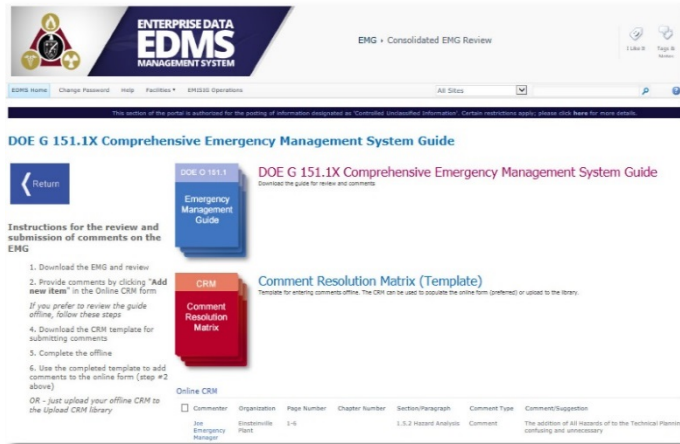 ENTERPRISE DATA
EDMS
MANAGEMENT SYSTEM
EMG › Consolidated EMG Review
I Like It
Tags &
Notes
EDMS Home Change Password Help Facilities EMISIG Operations
All Sites
This section of the portal is authorized for the posting of information designated as 'Controlled Unclassified Information'. Certain restrictions apply; please click here for more details.
DOE G 151.1X Comprehensive Emergency Management System Guide
Return
DOE O 151.1
Emergency
Management
Guide
DOE G 151.1X Comprehensive Emergency Management System Guide
Download the guide for review and comments
Instructions for the review and
submission of comments on the
EMG
1. Download the EMG and review
2. Provide comments by clicking "Add
new item" in the Online CRM form
If you prefer to review the guide
offline, follow these steps
4. Download the CRM template for
submitting comments
5. Complete the offline
6. Use the completed template to add
comments to the online form (step #2
above)
OR - just upload your offline CRM to
the Upload CRM library
CRM
Comment
Resolution
Matrix
Comment Resolution Matrix (Template)
Template for entering comments offline. The CRM can be used to populate the online form (preferred) or upload to the library.
Online CRM
Commenter Organization Page Number Chapter Number Section/Paragraph Comment Type Comment/Suggestion
Joe
Emergency
Manager
Einsteinville
Plant
1-6
1.5.2 Hazard Analysis
Comment
The addition of All Hazards of to the Technical Plannin
confusing and unnecessary